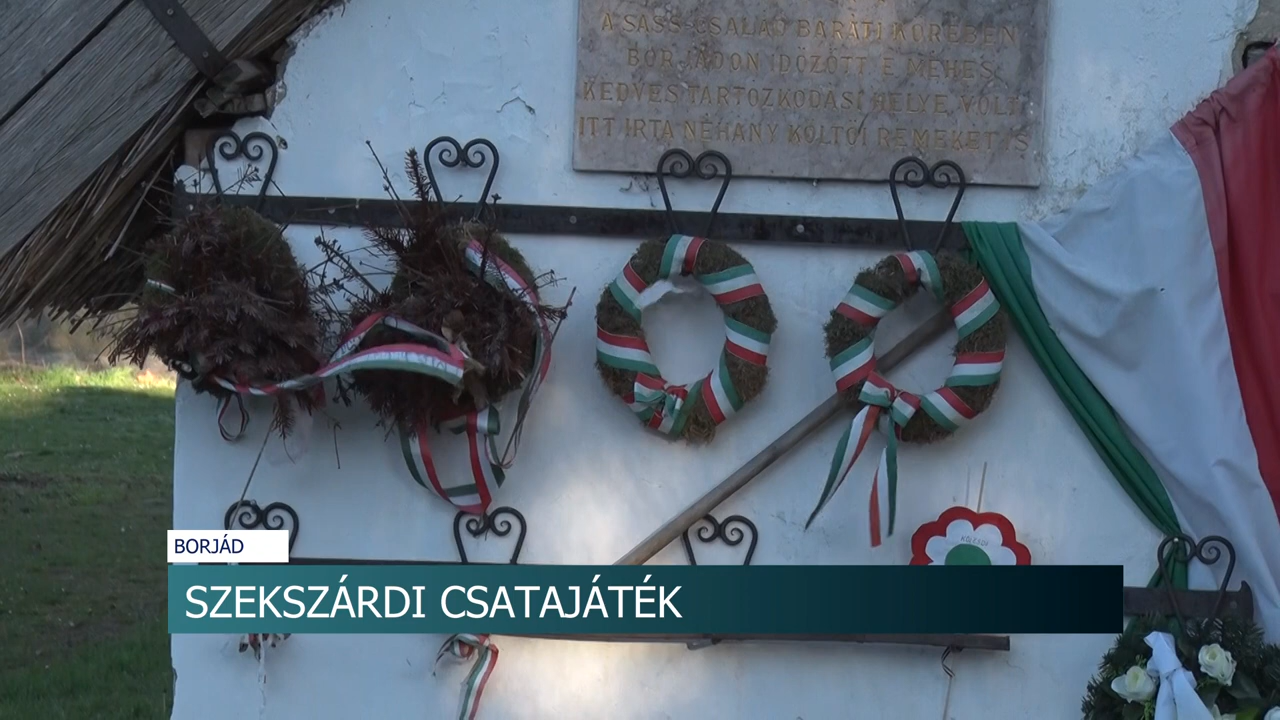 A SASS-CSALÁD BARÁTI KÖRÉBEN
BORJÁDON IDŐZÖTT E MÉHES
KEDVES TARTÓZKODÁSI HELYE VOLT
ITT ÍRTA NÉHÁNY KÖLTŐI REMEKÉT IS
BORJÁD
SZEKSZÁRDI CSATAJÁTÉK